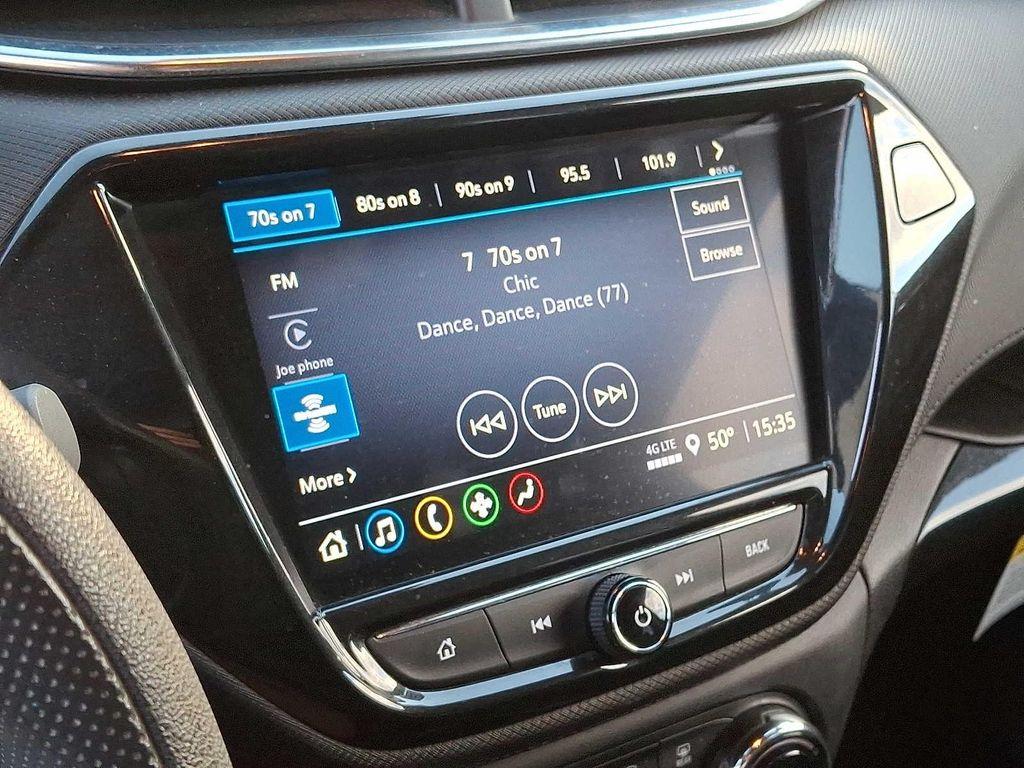 70s on 7
80s on 8
90s on 9
95.5
101.9
Sound
Browse
7 70s on 7
Chic
Dance, Dance, Dance (77)
FM
Joe phone
More
Tune
4G LTE
50°
15:35
BACK